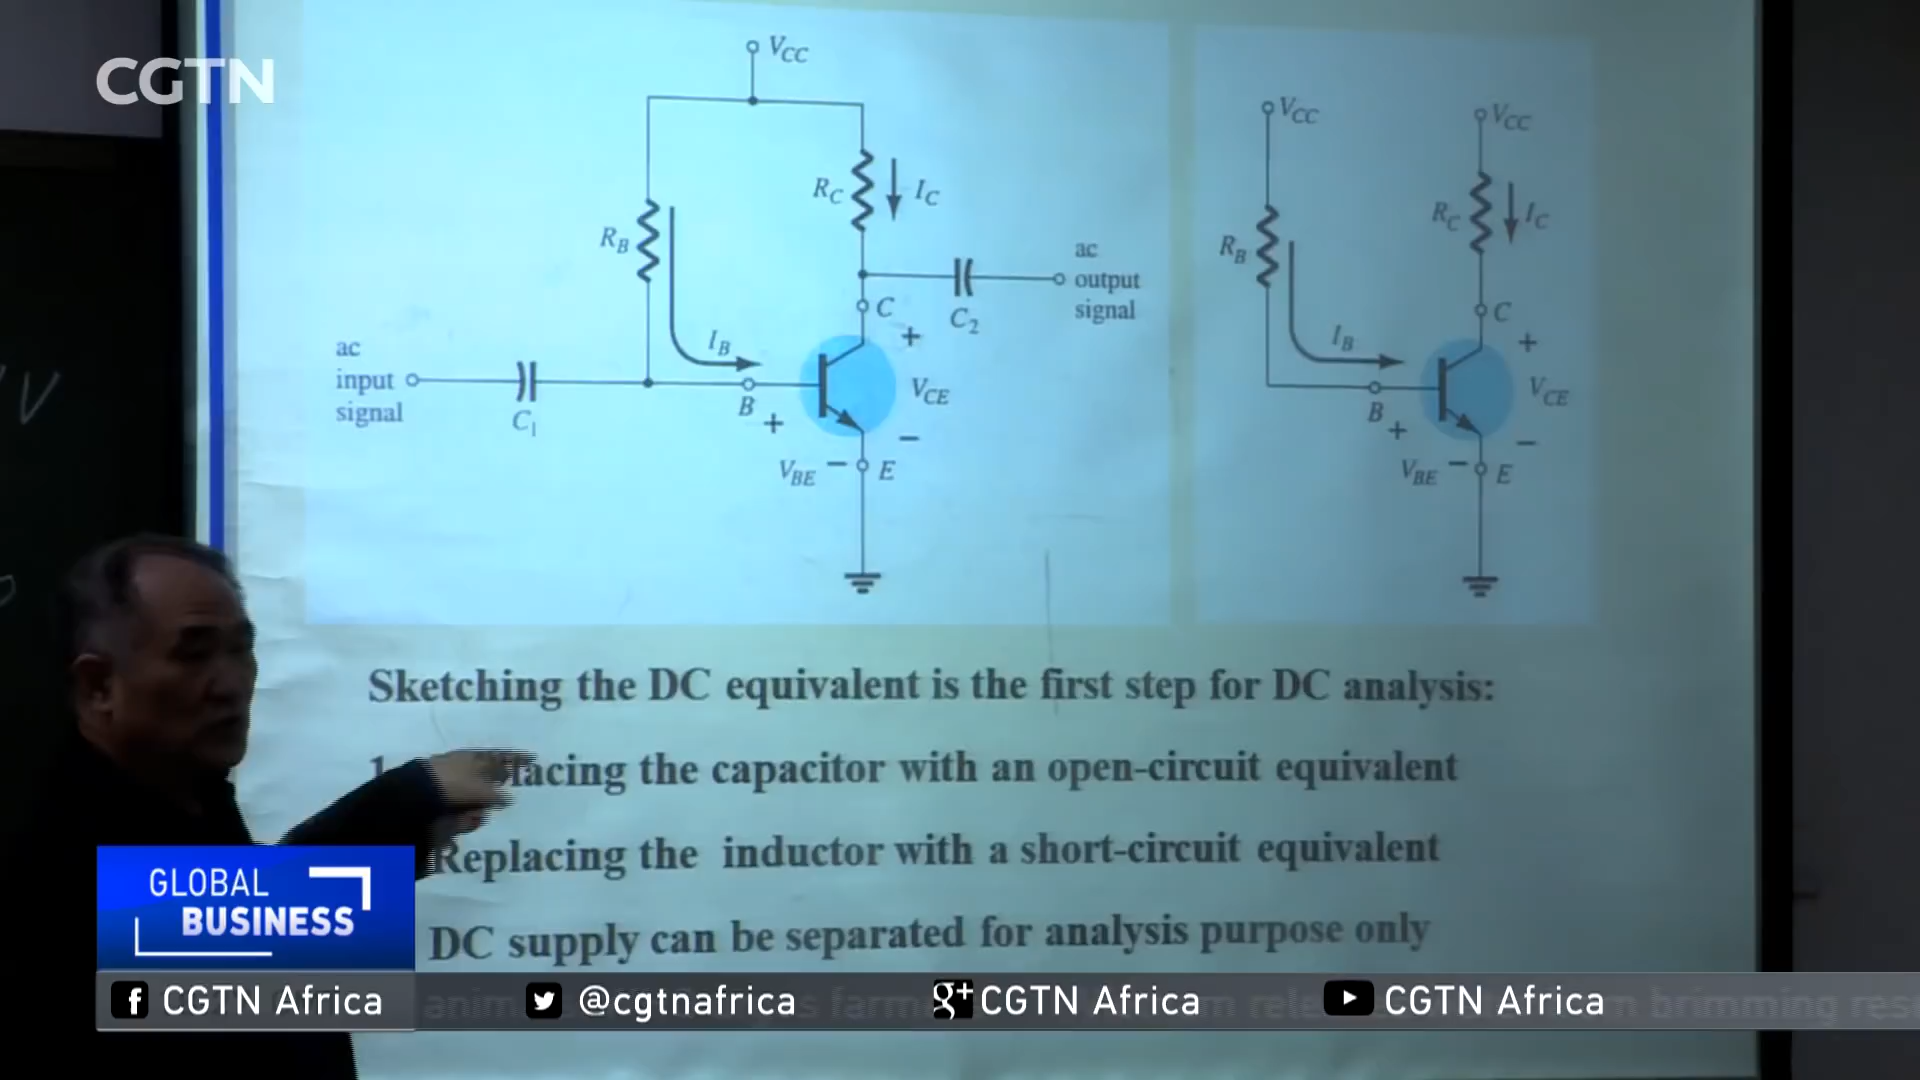 CGTN
VCC
RC
IC
RB
ac
output
signal
C
C2
IB
+
ac
input
signal
C1
B
+
VCE
−
VBE
−
E
VCC
VCC
RC
IC
RB
C
IB
+
B
+
VCE
−
VBE
−
E
V
Sketching the DC equivalent is the first step for DC analysis:
the capacitor with an open-circuit equivalent
Replacing the inductor with a short-circuit equivalent
DC supply can be separated for analysis purpose only
GLOBAL
BUSINESS
CGTN Africa @cgtnafrica CGTN Africa CGTN Africa
brimming